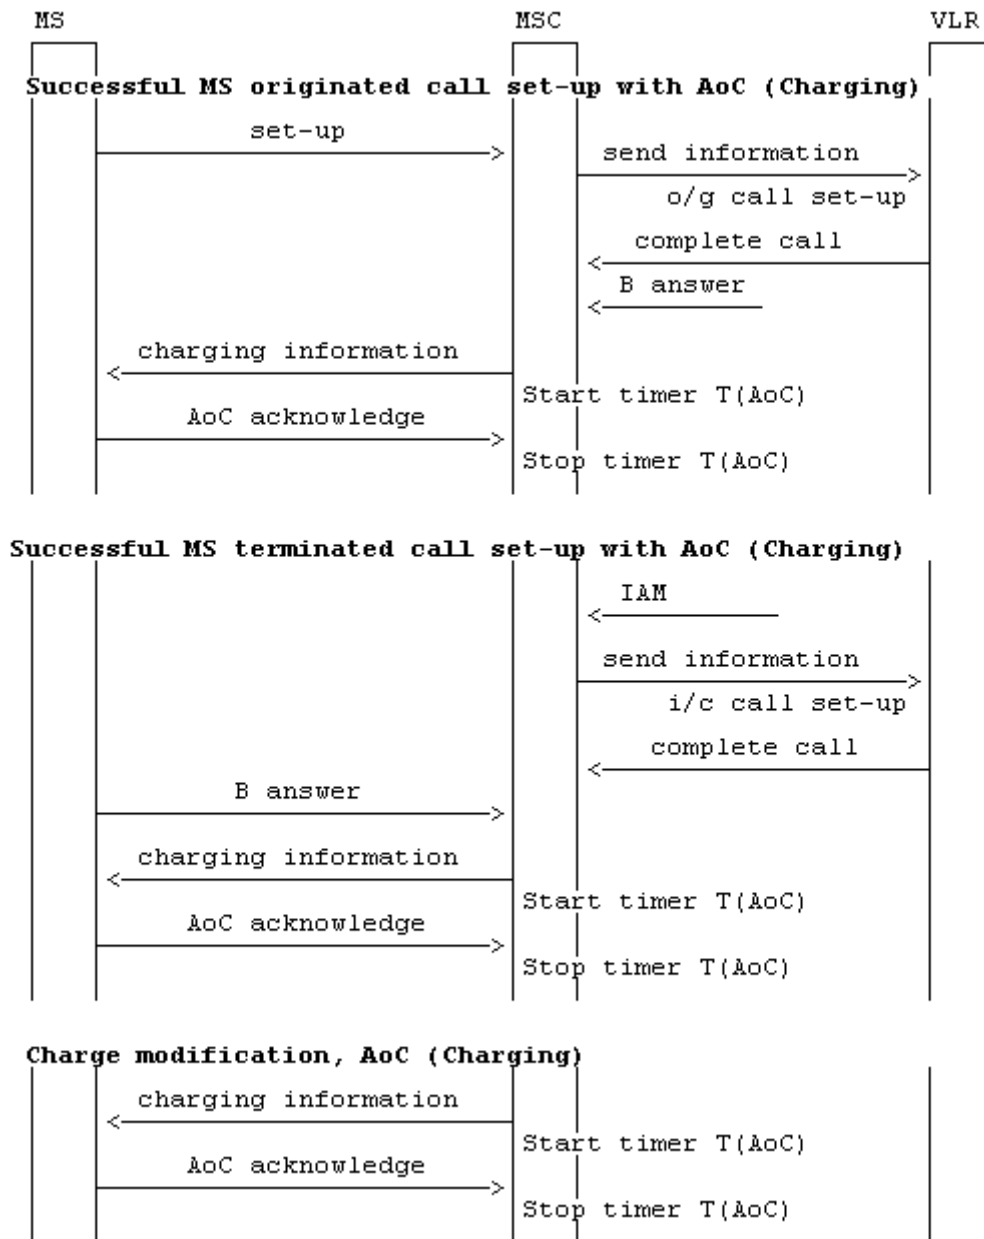 MS MSC VLR
Successful MS originated call set-up with AoC (Charging)
set-up
send information
o/g call set-up
complete call
B answer
charging information
Start timer T(AoC)
AoC acknowledge
Stop timer T(AoC)
Successful MS terminated call set-up with AoC (Charging)
IAM
send information
i/c call set-up
complete call
B answer
charging information
Start timer T(AoC)
AoC acknowledge
Stop timer T(AoC)
Charge modification, AoC (Charging)
charging information
Start timer T(AoC)
AoC acknowledge
Stop timer T(AoC)